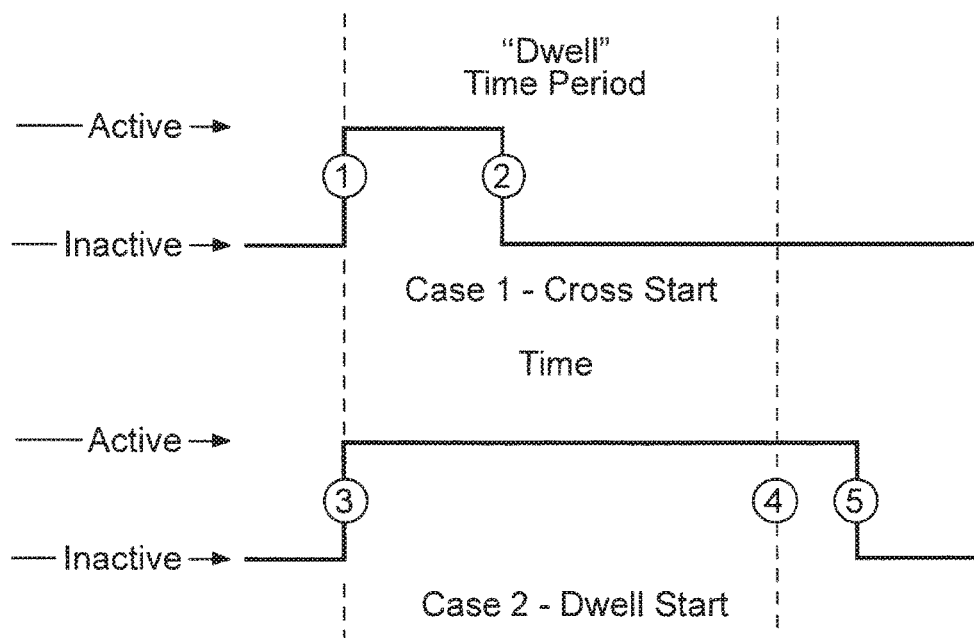 “Dwell”
Time Period
Active
1
2
Inactive
Case 1 - Cross Start
Time
Active
3
4
5
Inactive
Case 2 - Dwell Start